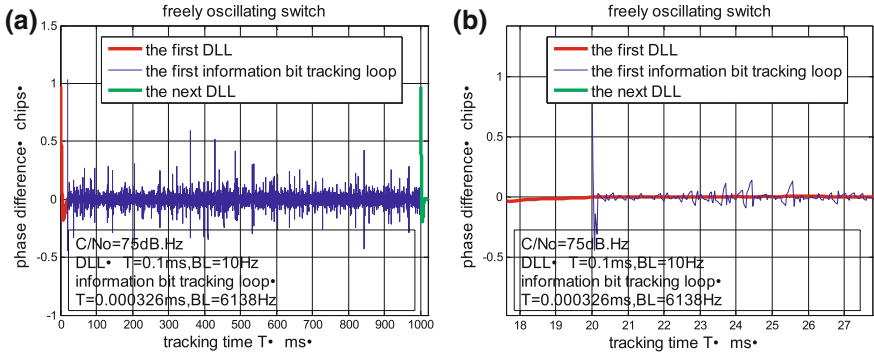 (a)
freely oscillating switch
1.5
1
0.5
0
-0.5
-1
phase difference• chips•
the first DLL
the first information bit tracking loop
the next DLL
C/No=75dB.Hz
DLL• T=0.1ms,BL=10Hz
information bit tracking loop•
T=0.000326ms,BL=6138Hz
0 100 200 300 400 500 600 700 800 900 1000
tracking time T• ms•
(b)
freely oscillating switch
1
0.5
0
-0.5
phase difference• chips•
the first DLL
the first information bit tracking loop
the next DLL
C/No=75dB.Hz
DLL• T=0.1ms,BL=10Hz
information bit tracking loop•
T=0.000326ms,BL=6138Hz
18 19 20 21 22 23 24 25 26 27
tracking time T• ms•